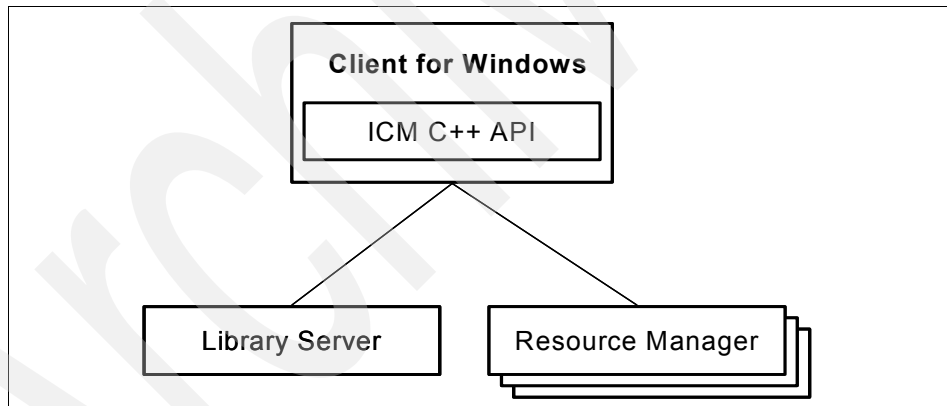 Client for Windows
ICM C++ API
Library Server
Resource Manager